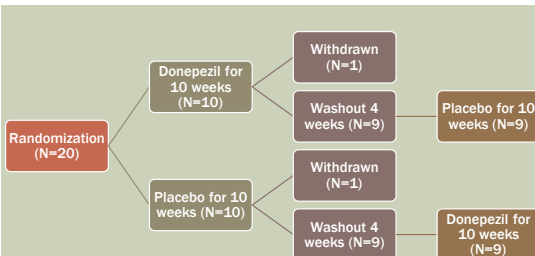 Randomization
(N=20)
Donepezil for
10 weeks
(N=10)
Withdrawn
(N=1)
Washout 4
weeks (N=9)
Placebo for 10
weeks (N=9)
Placebo for 10
weeks (N=10)
Withdrawn
(N=1)
Washout 4
weeks (N=9)
Donepezil for
10 weeks
(N=9)